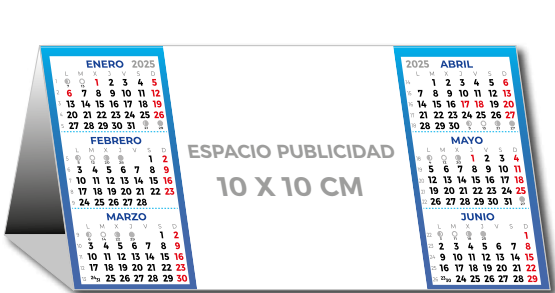 ENERO 2025
L M X J V S D
1 2 3 4 5
6 7 8 9 10 11 12
13 14 15 16 17 18 19
20 21 22 23 24 25 26
27 28 29 30 31
FEBRERO
L M X J V S D
1 2
3 4 5 6 7 8 9
10 11 12 13 14 15 16
17 18 19 20 21 22 23
24 25 26 27 28
MARZO
L M X J V S D
1 2
3 4 5 6 7 8 9
10 11 12 13 14 15 16
17 18 19 20 21 22 23
24 25 26 27 28 29 30
ESPACIO PUBLICIDAD
10 X 10 CM
2025 ABRIL
L M X J V S D
1 2 3 4 5 6
7 8 9 10 11 12 13
14 15 16 17 18 19 20
21 22 23 24 25 26 27
28 29 30
MAYO
L M X J V S D
1 2 3 4
5 6 7 8 9 10 11
12 13 14 15 16 17 18
19 20 21 22 23 24 25
26 27 28 29 30 31
JUNIO
L M X J V S D
1
2 3 4 5 6 7 8
9 10 11 12 13 14 15
16 17 18 19 20 21 22
23 24 25 26 27 28 29